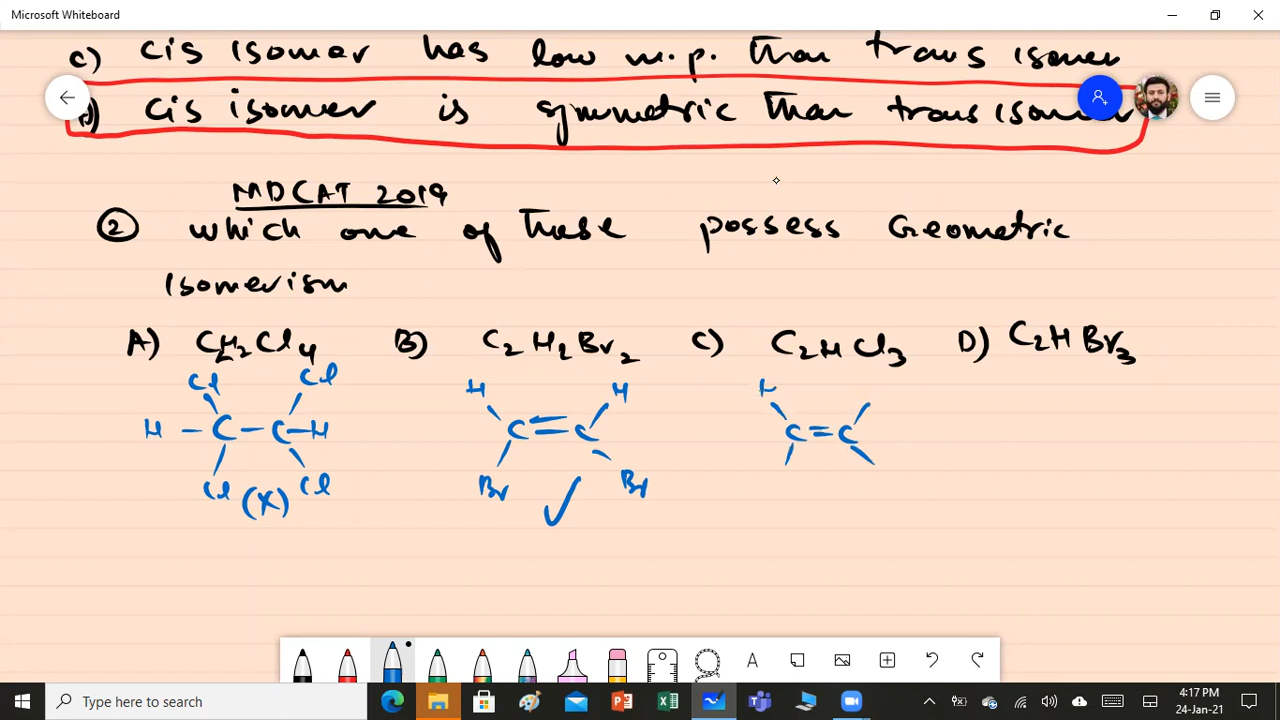 Microsoft Whiteboard
C) Cis Isomer has low m.p. than trans isomer
D) Cis isomer is symmetric than trans isomer
MDCAT 2019
2 which one of these possess Geometric
Isomerism
A) C2H2Cl4 B) C2H2Br2 C) C2HCl3 D) C2HBr3
Cl Cl H H H
H - C - C - H C = C C = C
Cl (X) Cl Br ✓ Br
A
Type here to search
4:17 PM
24-Jan-21